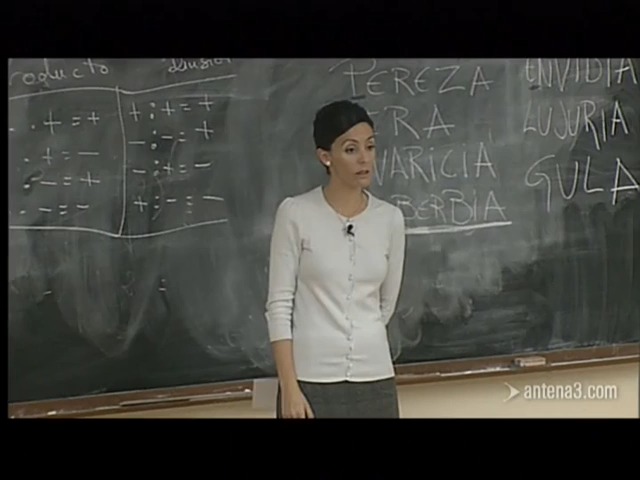 producto división
. . + = + + : + = +
- : - = +
. . + = - - : + = -
. - = +
. . - = - + : - = -
PEREZA ENVIDIA
IRA LUJURIA
AVARICIA GULA
SOBERBIA
antena3.com